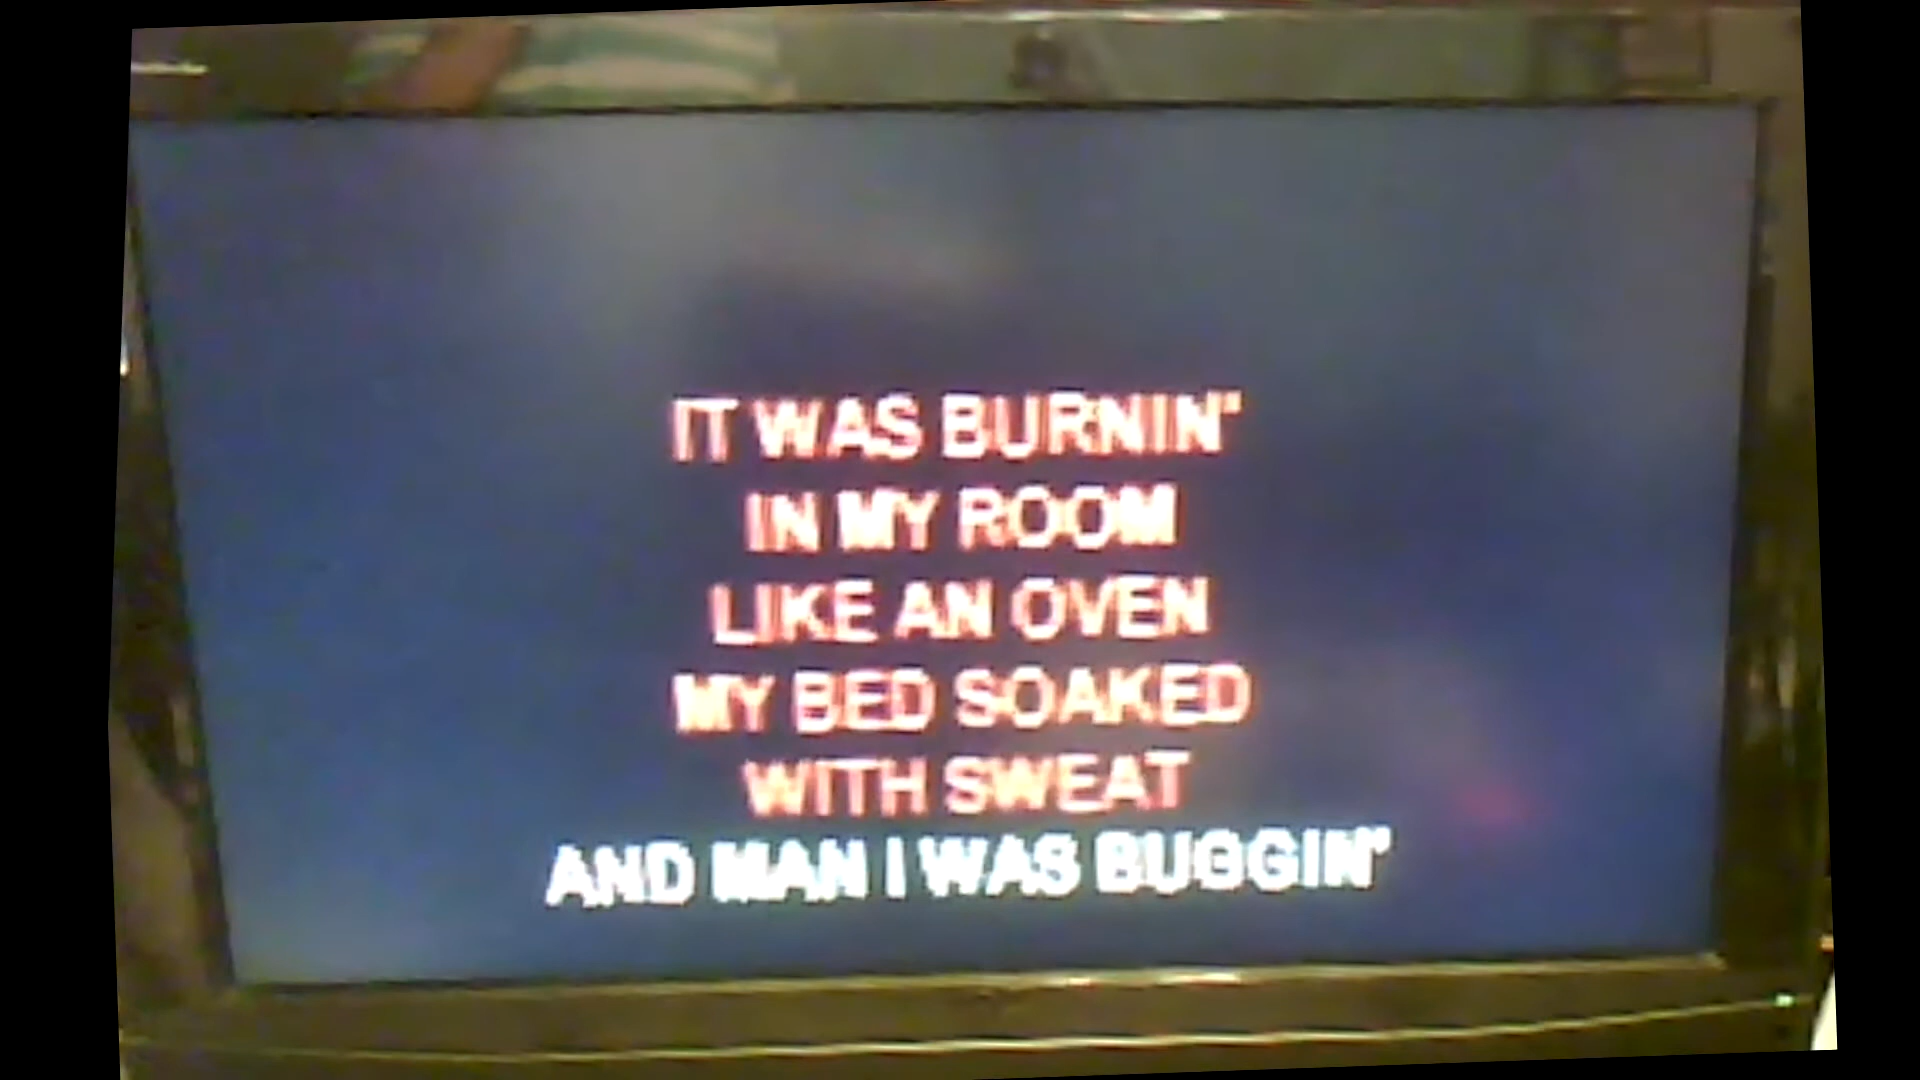 IT WAS BURNIN'
IN MY ROOM
LIKE AN OVEN
MY BED SOAKED
WITH SWEAT
AND MAN I WAS BUGGIN'